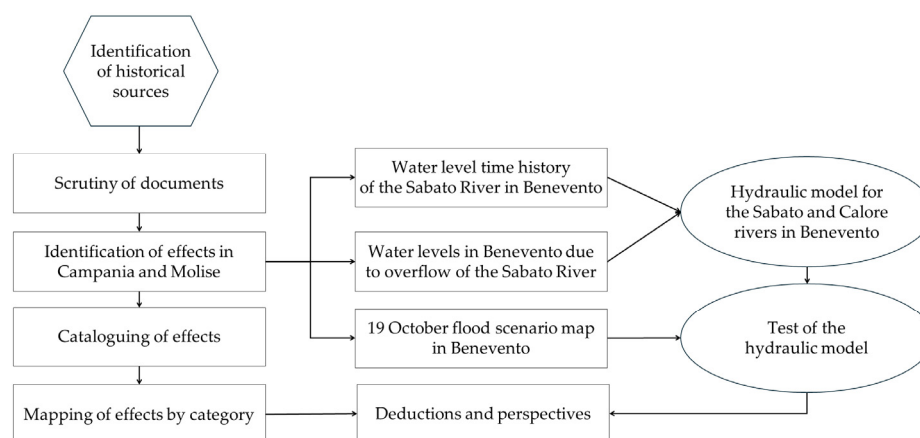 Identification
of historical
sources
Scrutiny of documents
Identification of effects in
Campania and Molise
Cataloguing of effects
Mapping of effects by category
Water level time history
of the Sabato River in Benevento
Water levels in Benevento due
to overflow of the Sabato River
19 October flood scenario map
in Benevento
Deductions and perspectives
Hydraulic model for
the Sabato and Calore
rivers in Benevento
Test of the
hydraulic model